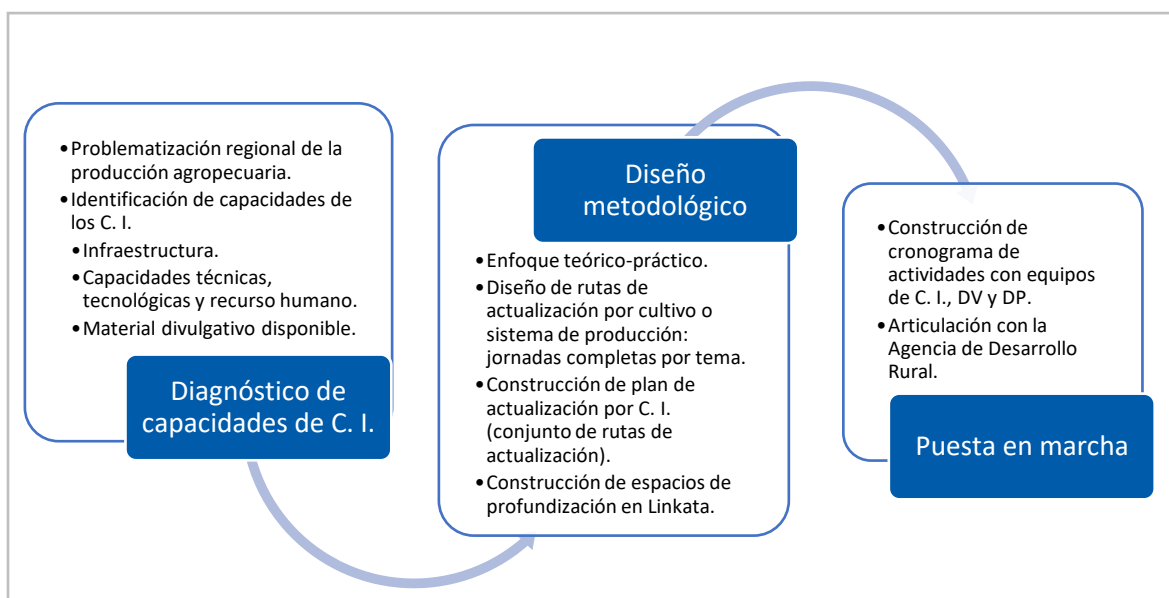 •Problematización regional de la
producción agropecuaria.
•Identificación de capacidades de
los C. I.
•Infraestructura.
•Capacidades técnicas,
tecnológicas y recurso humano.
•Material divulgativo disponible.
Diagnóstico de
capacidades de C. I.
Diseño
metodológico
•Enfoque teórico-práctico.
•Diseño de rutas de
actualización por cultivo o
sistema de producción:
jornadas completas por tema.
•Construcción de plan de
actualización por C. I.
(conjunto de rutas de
actualización).
•Construcción de espacios de
profundización en Linkata.
•Construcción de
cronograma de
actividades con equipos
de C. I., DV y DP.
•Articulación con la
Agencia de Desarrollo
Rural.
Puesta en marcha